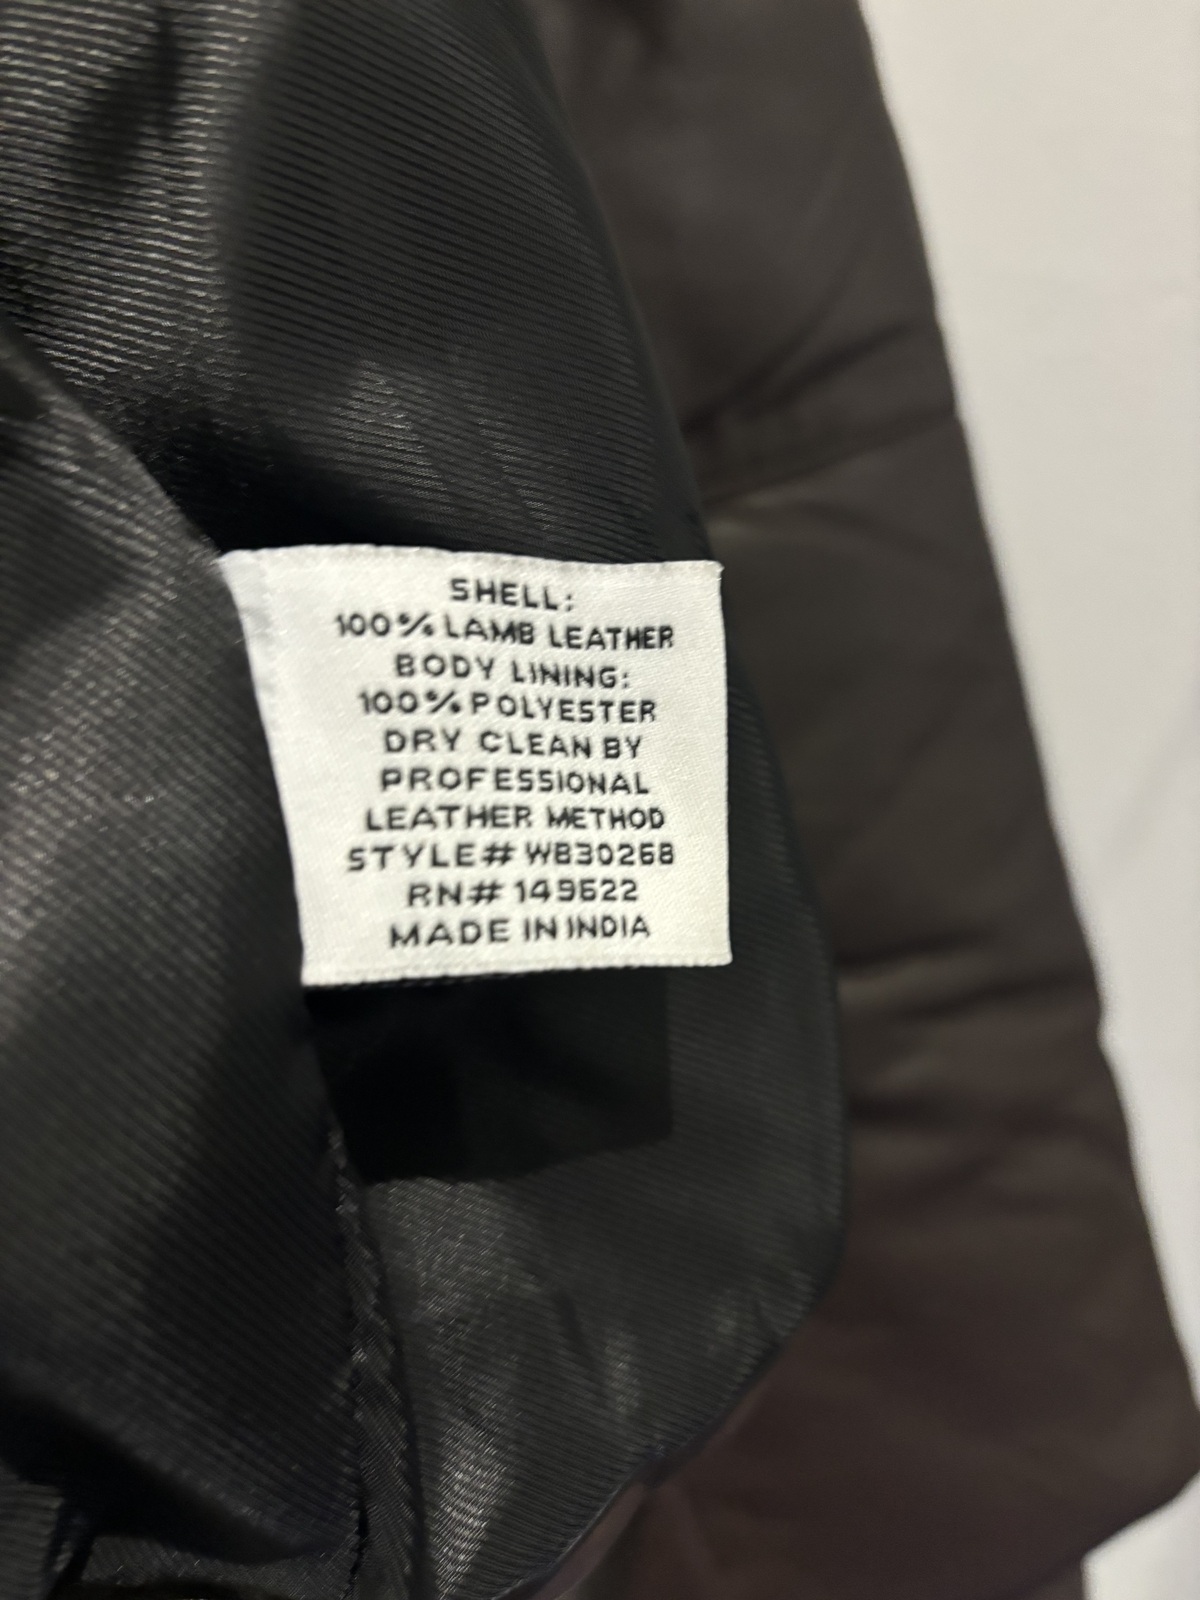 SHELL:
100% LAMB LEATHER
BODY LINING:
100% POLYESTER
DRY CLEAN BY
PROFESSIONAL
LEATHER METHOD
STYLE# WB30268
RN# 149622
MADE IN INDIA